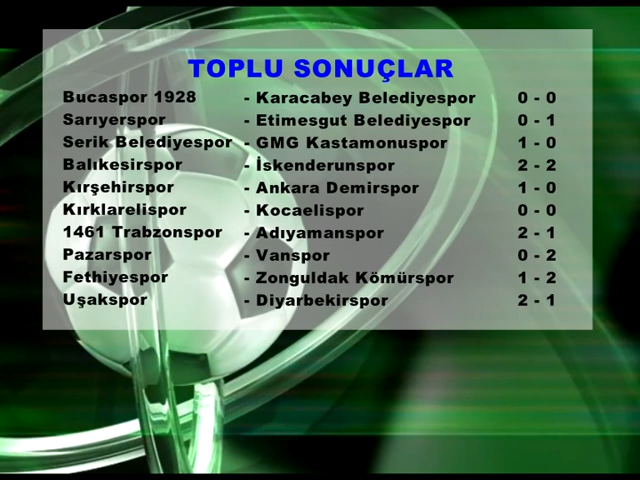 TOPLU SONUÇLAR
Bucaspor 1928 - Karacabey Belediyespor 0 - 0
Sarıyerspor - Etimesgut Belediyespor 0 - 1
Serik Belediyespor - GMG Kastamonuspor 1 - 0
Balıkesirspor - İskenderunspor 2 - 2
Kırşehirspor - Ankara Demirspor 1 - 0
Kırklarelispor - Kocaelispor 0 - 0
1461 Trabzonspor - Adıyamanspor 2 - 1
Pazarspor - Vanspor 0 - 2
Fethiyespor - Zonguldak Kömürspor 1 - 2
Uşakspor - Diyarbekirspor 2 - 1